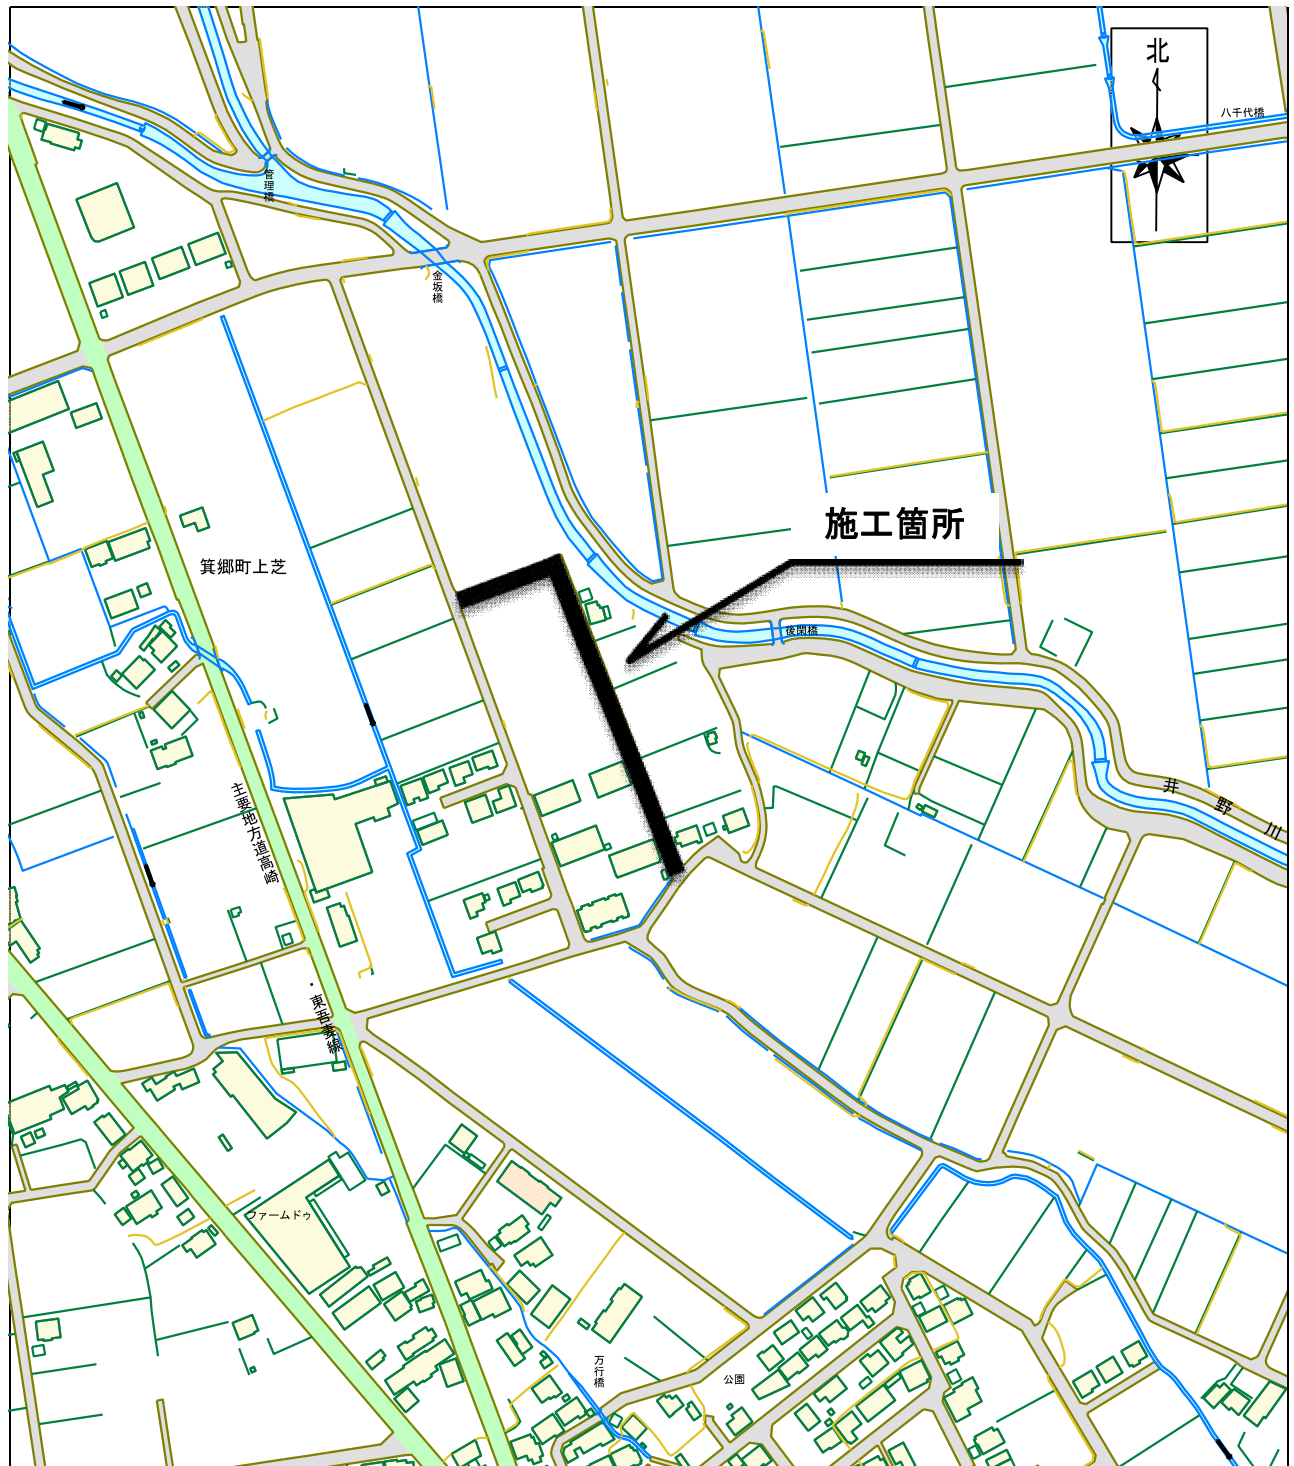 北
八千代橋
管理橋
金坂橋
施工箇所
箕郷町上芝
後閑橋
井野川
主要地方道高崎
・東吾妻線
ファームドゥ
万行橋
公園